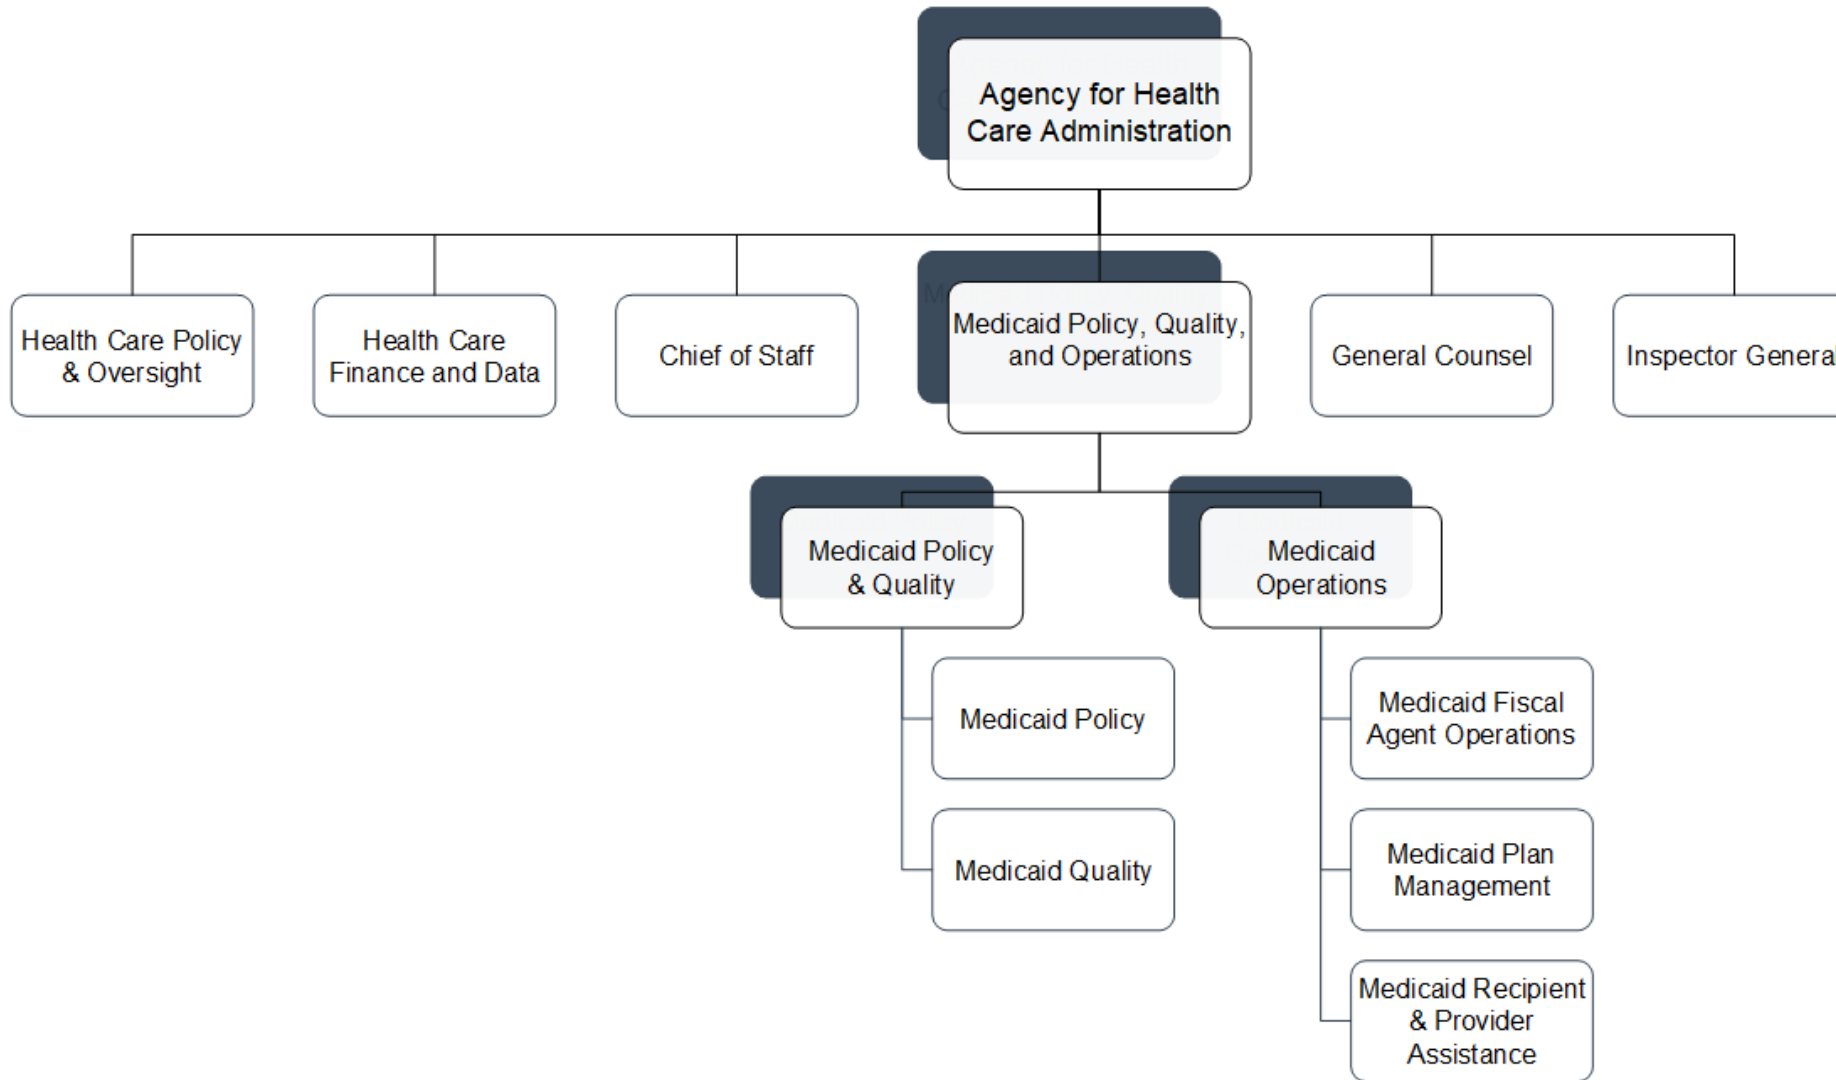 Agency for Health
Care Administration
Health Care Policy
& Oversight
Health Care
Finance and Data
Chief of Staff
Medicaid Policy, Quality,
and Operations
General Counsel
Inspector General
Medicaid Policy
& Quality
Medicaid
Operations
Medicaid Policy
Medicaid Quality
Medicaid Fiscal
Agent Operations
Medicaid Plan
Management
Medicaid Recipient
& Provider
Assistance